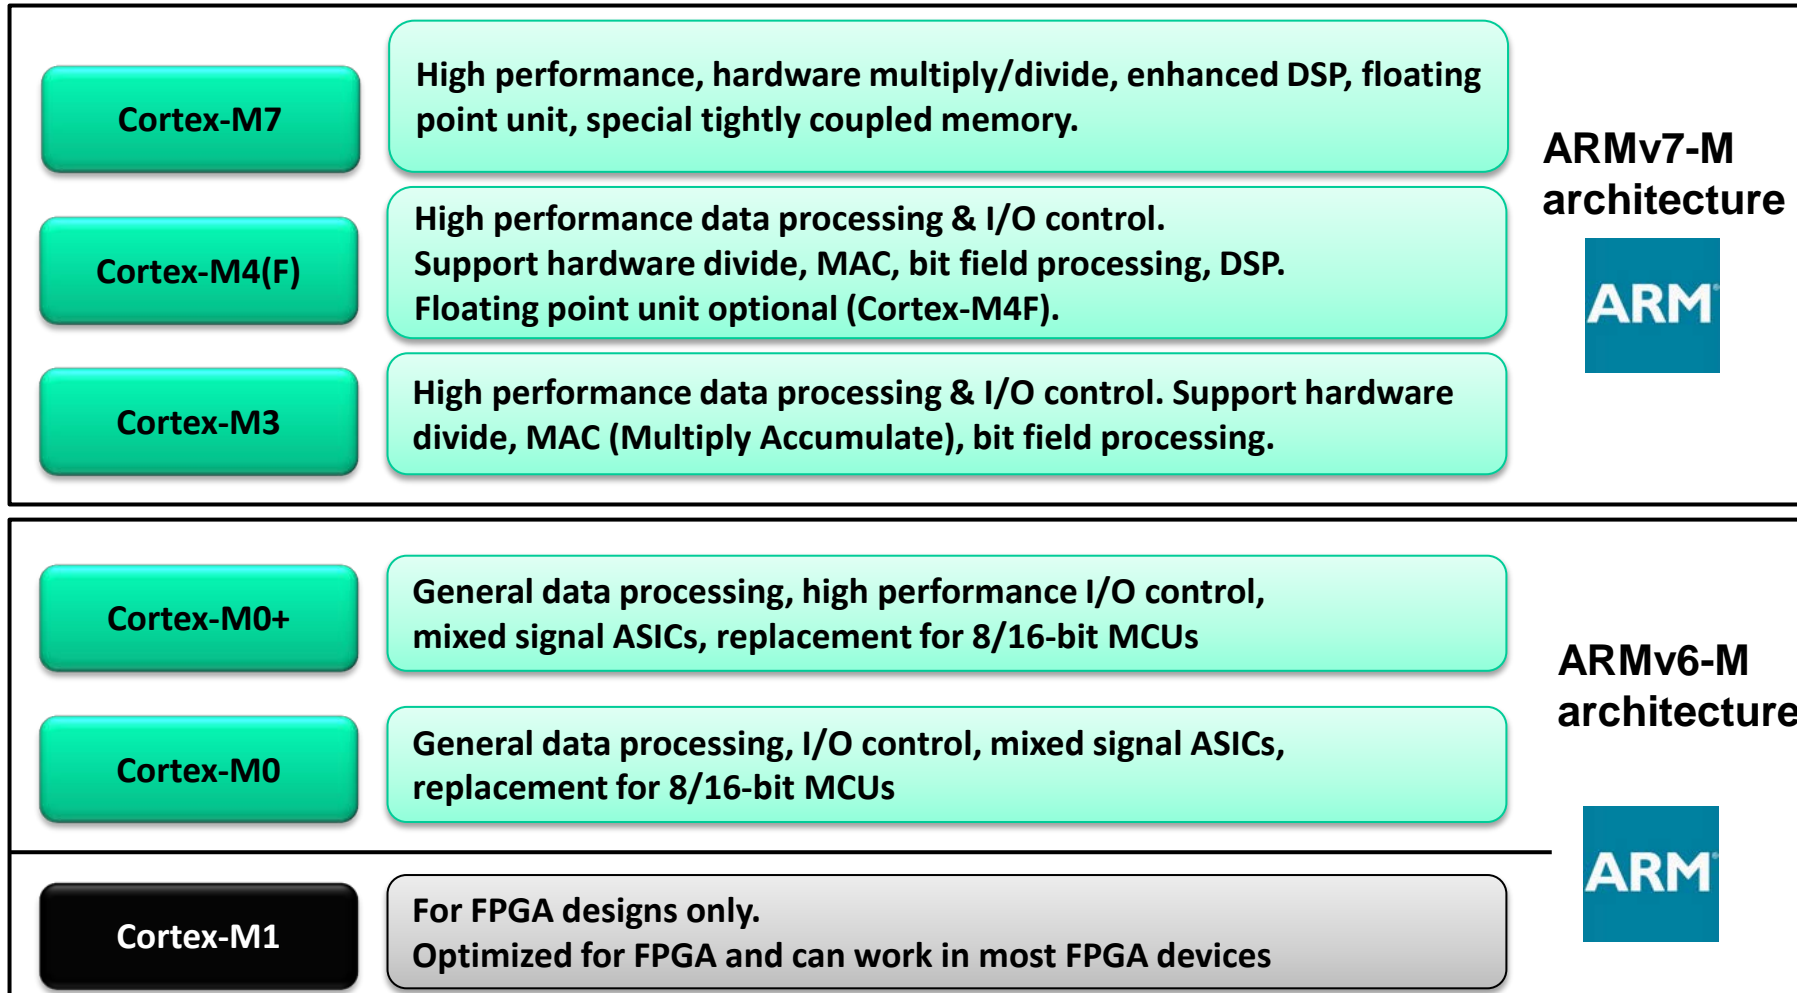 Cortex-M7
High performance, hardware multiply/divide, enhanced DSP, floating
point unit, special tightly coupled memory.
ARMv7-M
architecture
Cortex-M4(F)
High performance data processing & I/O control.
Support hardware divide, MAC, bit field processing, DSP.
Floating point unit optional (Cortex-M4F).
ARM®
Cortex-M3
High performance data processing & I/O control. Support hardware
divide, MAC (Multiply Accumulate), bit field processing.
Cortex-M0+
General data processing, high performance I/O control,
mixed signal ASICs, replacement for 8/16-bit MCUs
ARMv6-M
architecture
Cortex-M0
General data processing, I/O control, mixed signal ASICs,
replacement for 8/16-bit MCUs
ARM®
Cortex-M1
For FPGA designs only.
Optimized for FPGA and can work in most FPGA devices